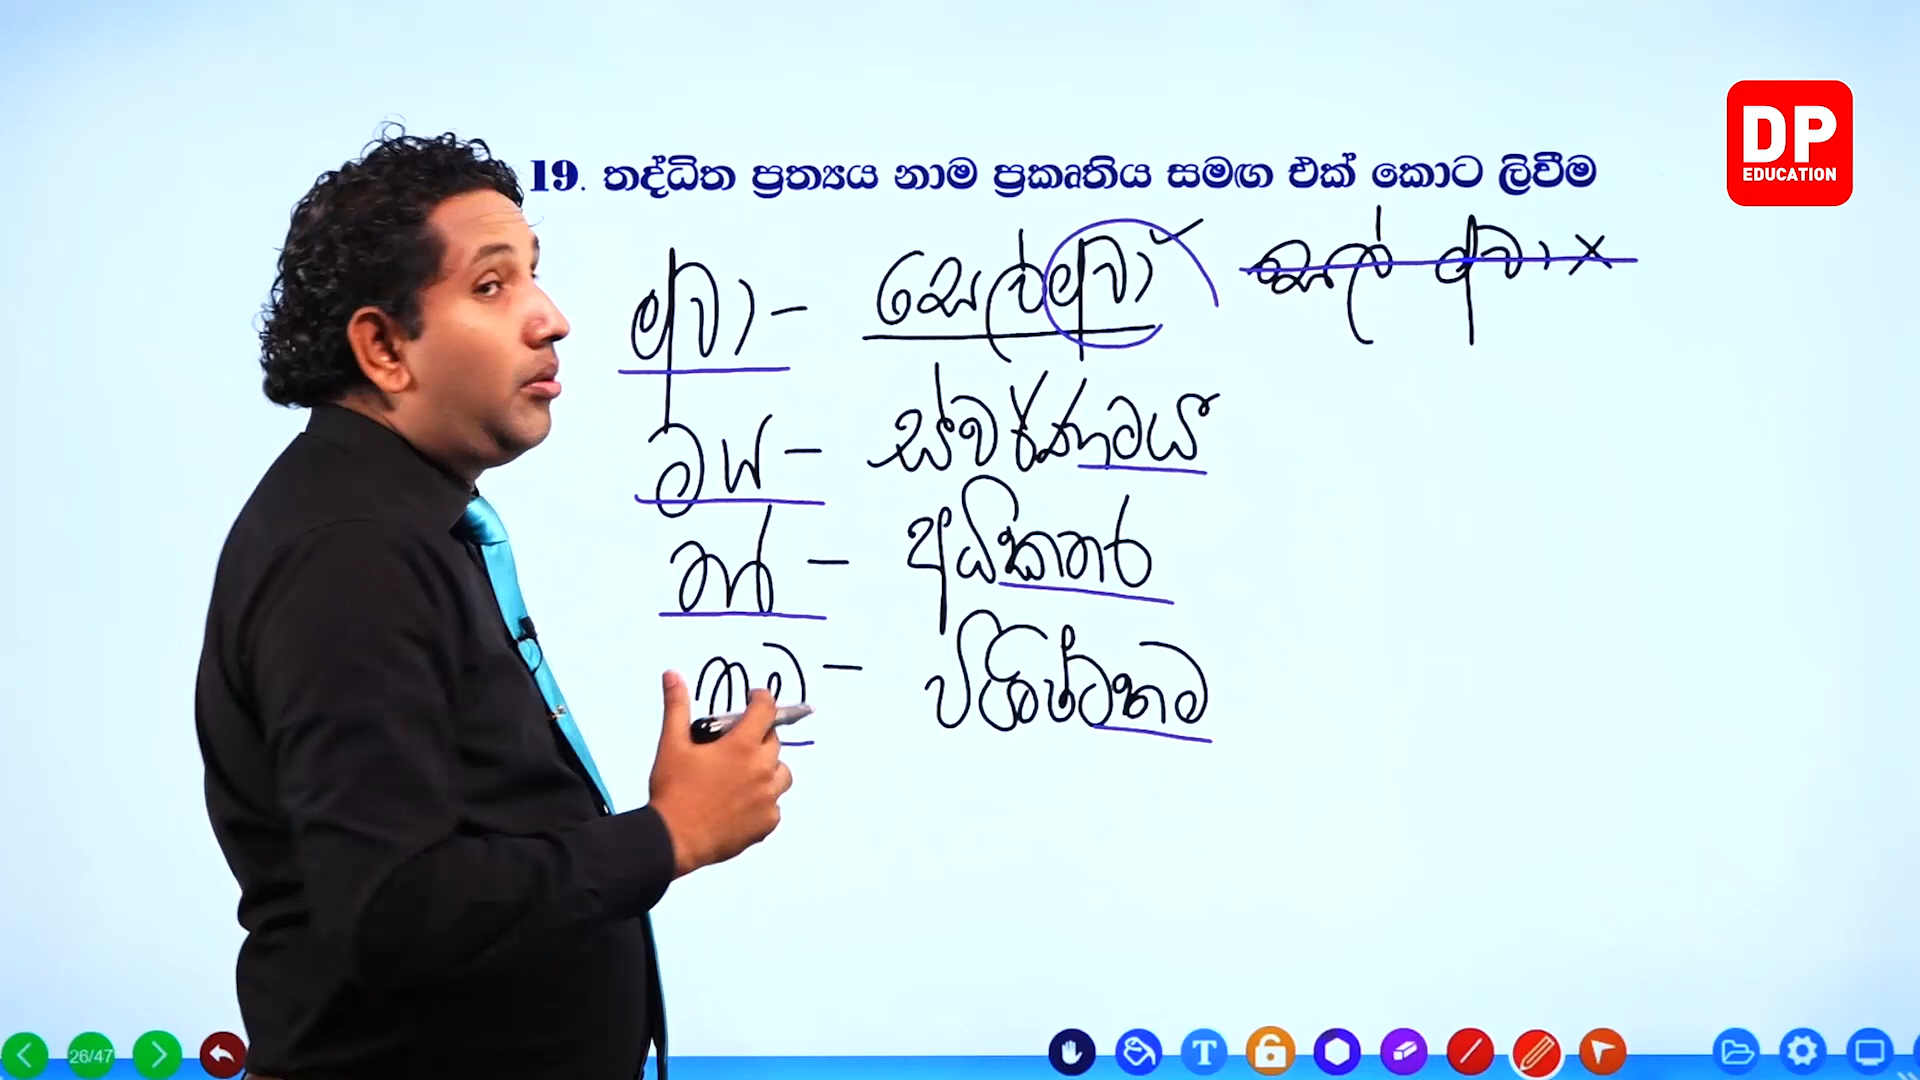 DP
EDUCATION
19. තද්ධිත ප්‍රත්‍යය නාම ප්‍රකෘතිය සමඟ එක් කොට ලිවීම
මය – ස්වර්ණමය
තර – අධිකතර
තම – විශිෂ්ටතම
26/47
T